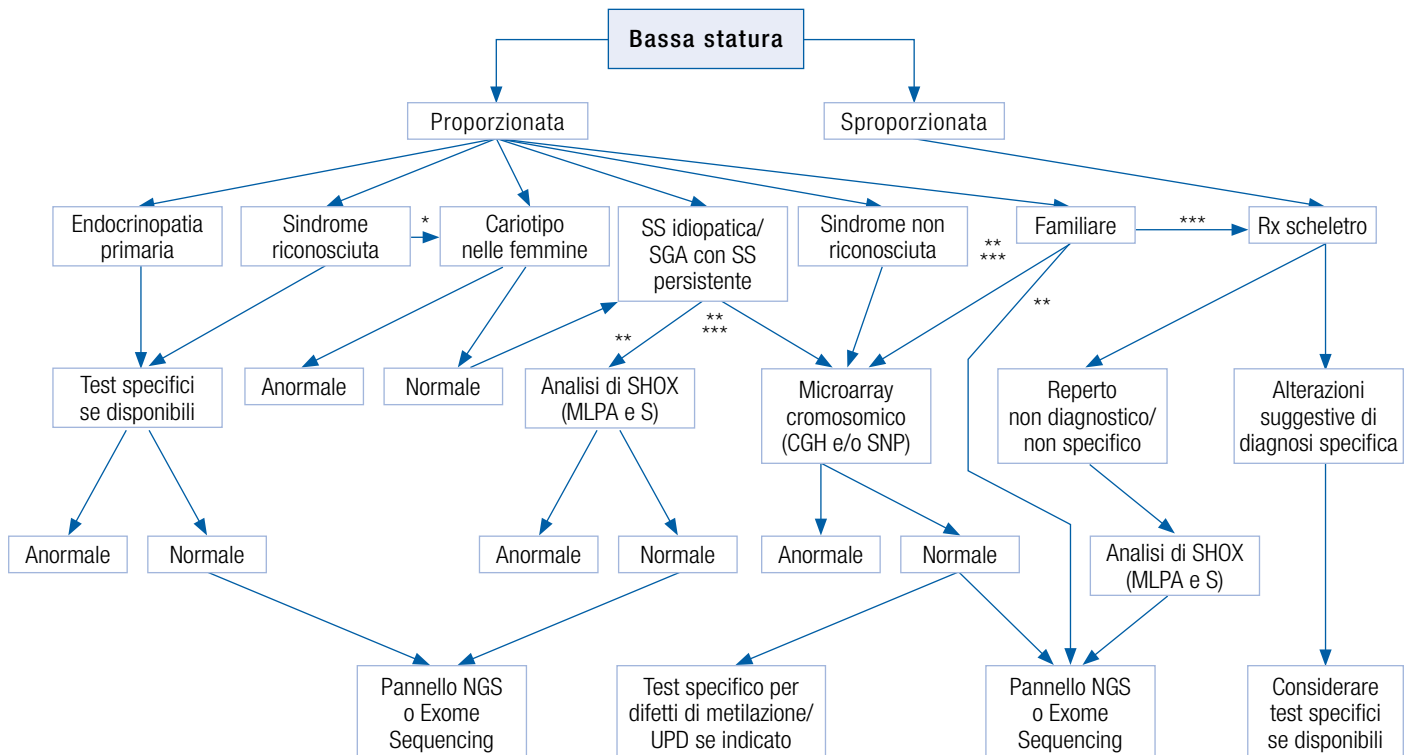 Bassa statura
Proporzionata
Sproporzionata
Endocrinopatia
primaria
Sindrome
riconosciuta
*
Cariotipo
nelle femmine
SS idiopatica/
SGA con SS
persistente
Sindrome non
riconosciuta
Familiare
***
Rx scheletro
**
***
**
**
***
**
Test specifici
se disponibili
Anormale
Normale
Analisi di SHOX
(MLPA e S)
Microarray
cromosomico
(CGH e/o SNP)
Reperto
non diagnostico/
non specifico
Alterazioni
suggestive di
diagnosi specifica
Anormale
Normale
Anormale
Normale
Anormale
Normale
Analisi di SHOX
(MLPA e S)
Pannello NGS
o Exome
Sequencing
Test specifico per
difetti di metilazione/
UPD se indicato
Pannello NGS
o Exome
Sequencing
Considerare
test specifici
se disponibili